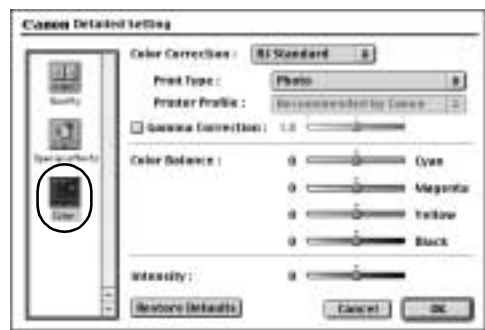 Canon Detailed Setting
Color Correction : BJ Standard
Print Type : Photo
Printer Profile : Recommended by Canon
Gamma Correction : 1.8
Quality
Special Effects
Color
Color Balance : 0 Cyan
0 Magenta
0 Yellow
0 Black
Intensity : 0
Restore Defaults Cancel OK